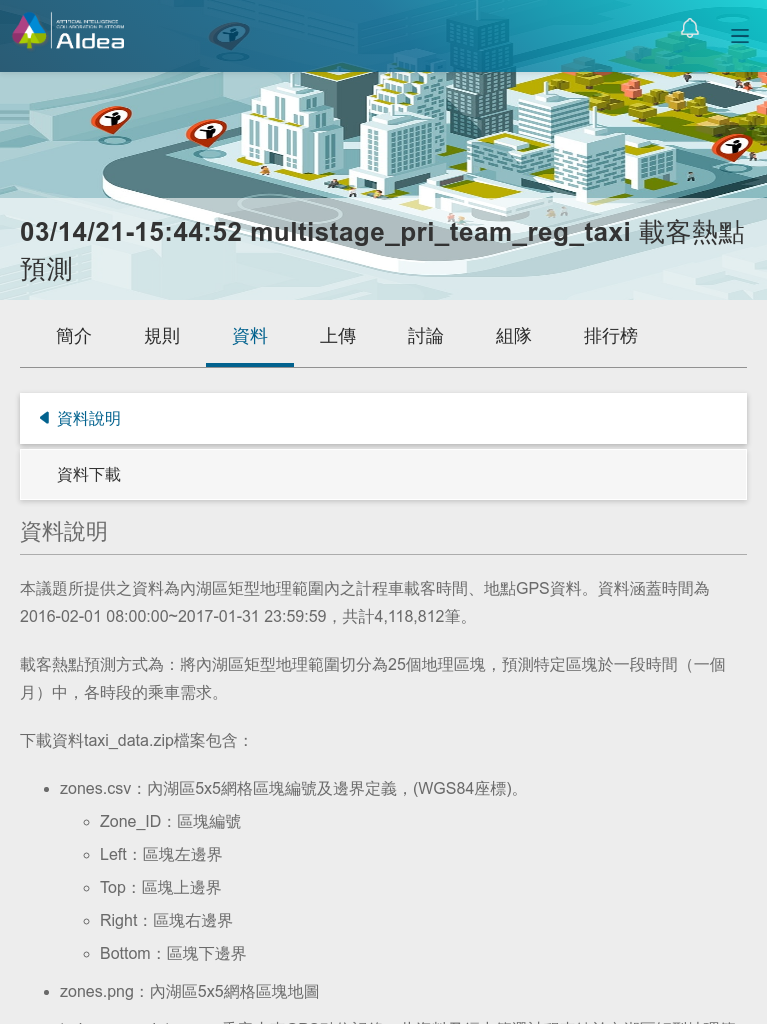 ARTIFICIAL INTELLIGENCE
COLLABORATION PLATFORM
AIdea
03/14/21-15:44:52 multistage_pri_team_reg_taxi 載客熱點
預測
簡介 規則 資料 上傳 討論 組隊 排行榜
資料說明
資料下載
資料說明
本議題所提供之資料為內湖區矩型地理範圍內之計程車載客時間、地點GPS資料。資料涵蓋時間為
2016-02-01 08:00:00~2017-01-31 23:59:59，共計4,118,812筆。
載客熱點預測方式為：將內湖區矩型地理範圍切分為25個地理區塊，預測特定區塊於一段時間（一個
月）中，各時段的乘車需求。
下載資料taxi_data.zip檔案包含：
zones.csv：內湖區5x5網格區塊編號及邊界定義，(WGS84座標)。
Zone_ID：區塊編號
Left：區塊左邊界
Top：區塊上邊界
Right：區塊右邊界
Bottom：區塊下邊界
zones.png：內湖區5x5網格區塊地圖